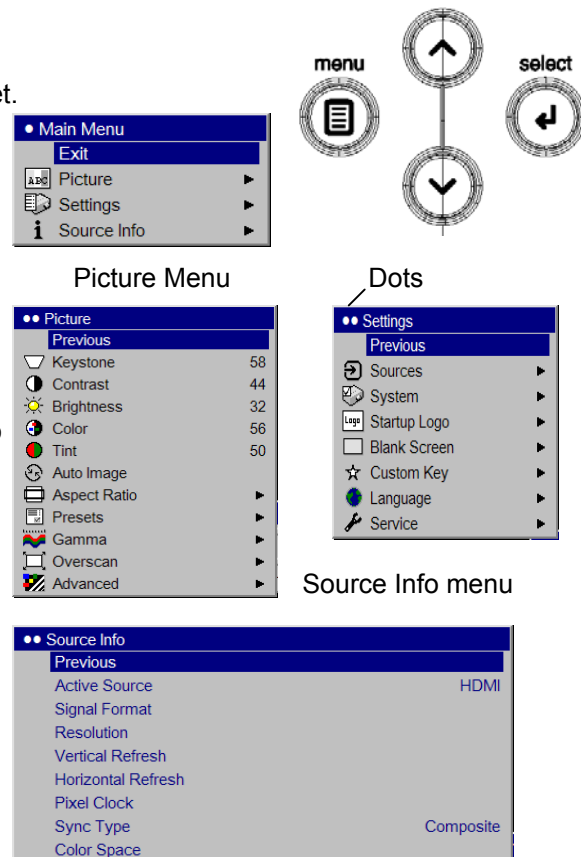 menu
select
et.
● Main Menu
Exit
ABC Picture
Settings
i Source Info
Picture Menu
Dots
●● Picture
Previous
Keystone 58
Contrast 44
Brightness 32
Color 56
Tint 50
Auto Image
Aspect Ratio
Presets
Gamma
Overscan
Advanced
●● Settings
Previous
Sources
System
Logo Startup Logo
Blank Screen
Custom Key
Language
Service
Source Info menu
●● Source Info
Previous
Active Source HDMI
Signal Format
Resolution
Vertical Refresh
Horizontal Refresh
Pixel Clock
Sync Type Composite
Color Space